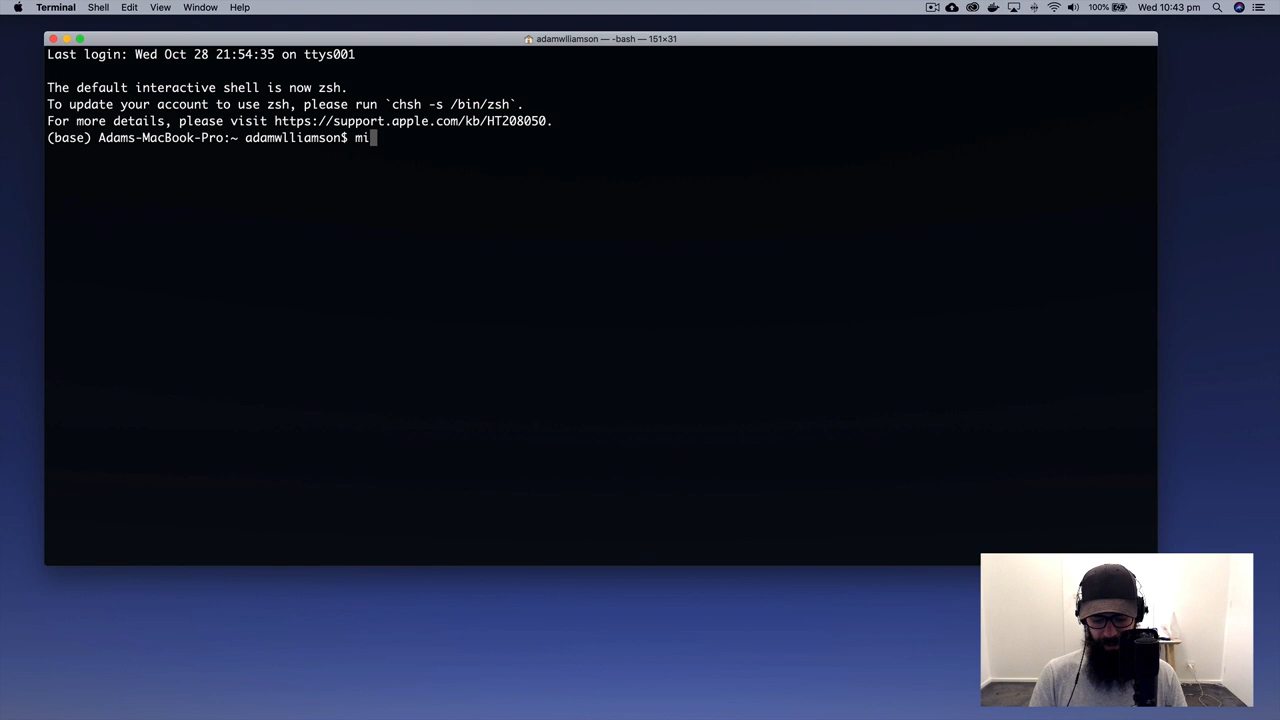 Terminal Shell Edit View Window Help 100% Wed 10:43 pm
adamwlliamson — -bash — 151×31
Last login: Wed Oct 28 21:54:35 on ttys001
The default interactive shell is now zsh.
To update your account to use zsh, please run `chsh -s /bin/zsh`.
For more details, please visit https://support.apple.com/kb/HT208050.
(base) Adams-MacBook-Pro:~ adamwlliamson$ mi